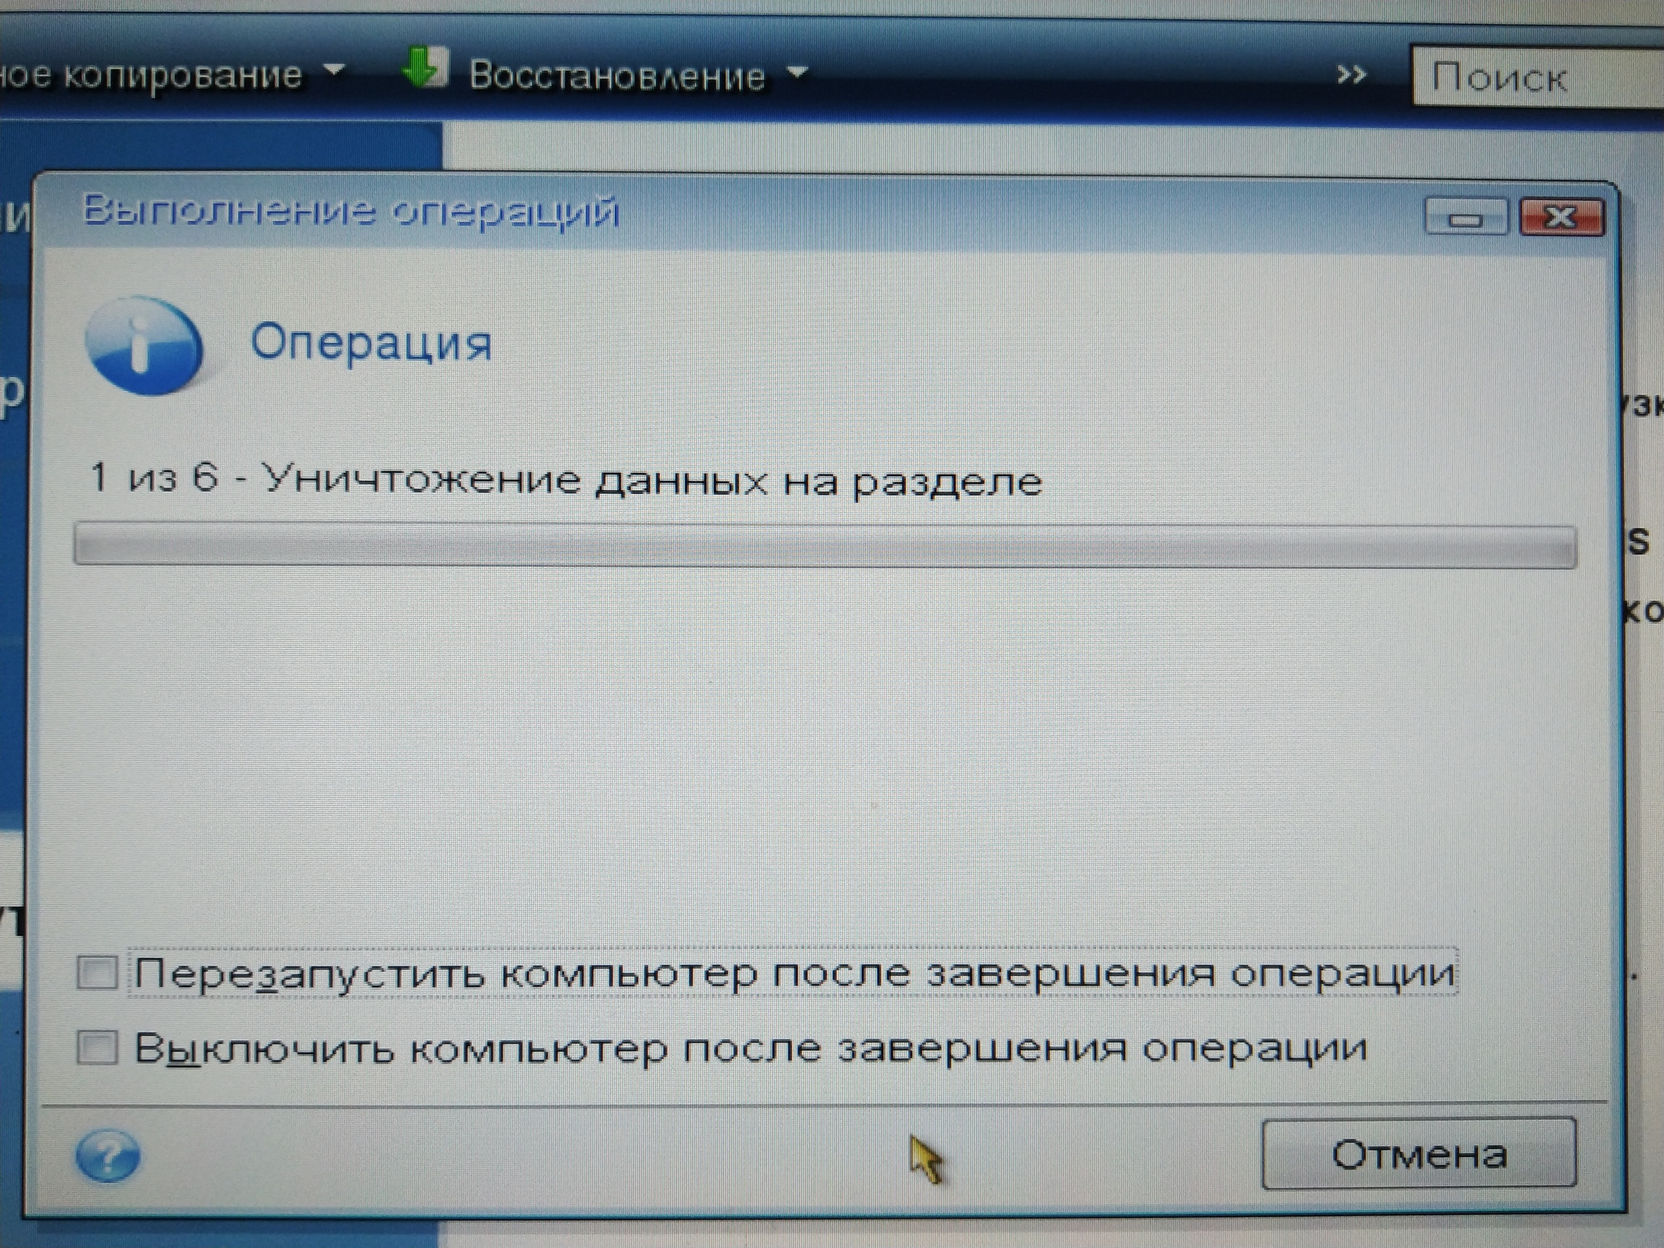 копирование
Восстановление
>>
Поиск
Выполнение операций
Операция
1 из 6 - Уничтожение данных на разделе
Перезапустить компьютер после завершения операции
Выключить компьютер после завершения операции
?
Отмена